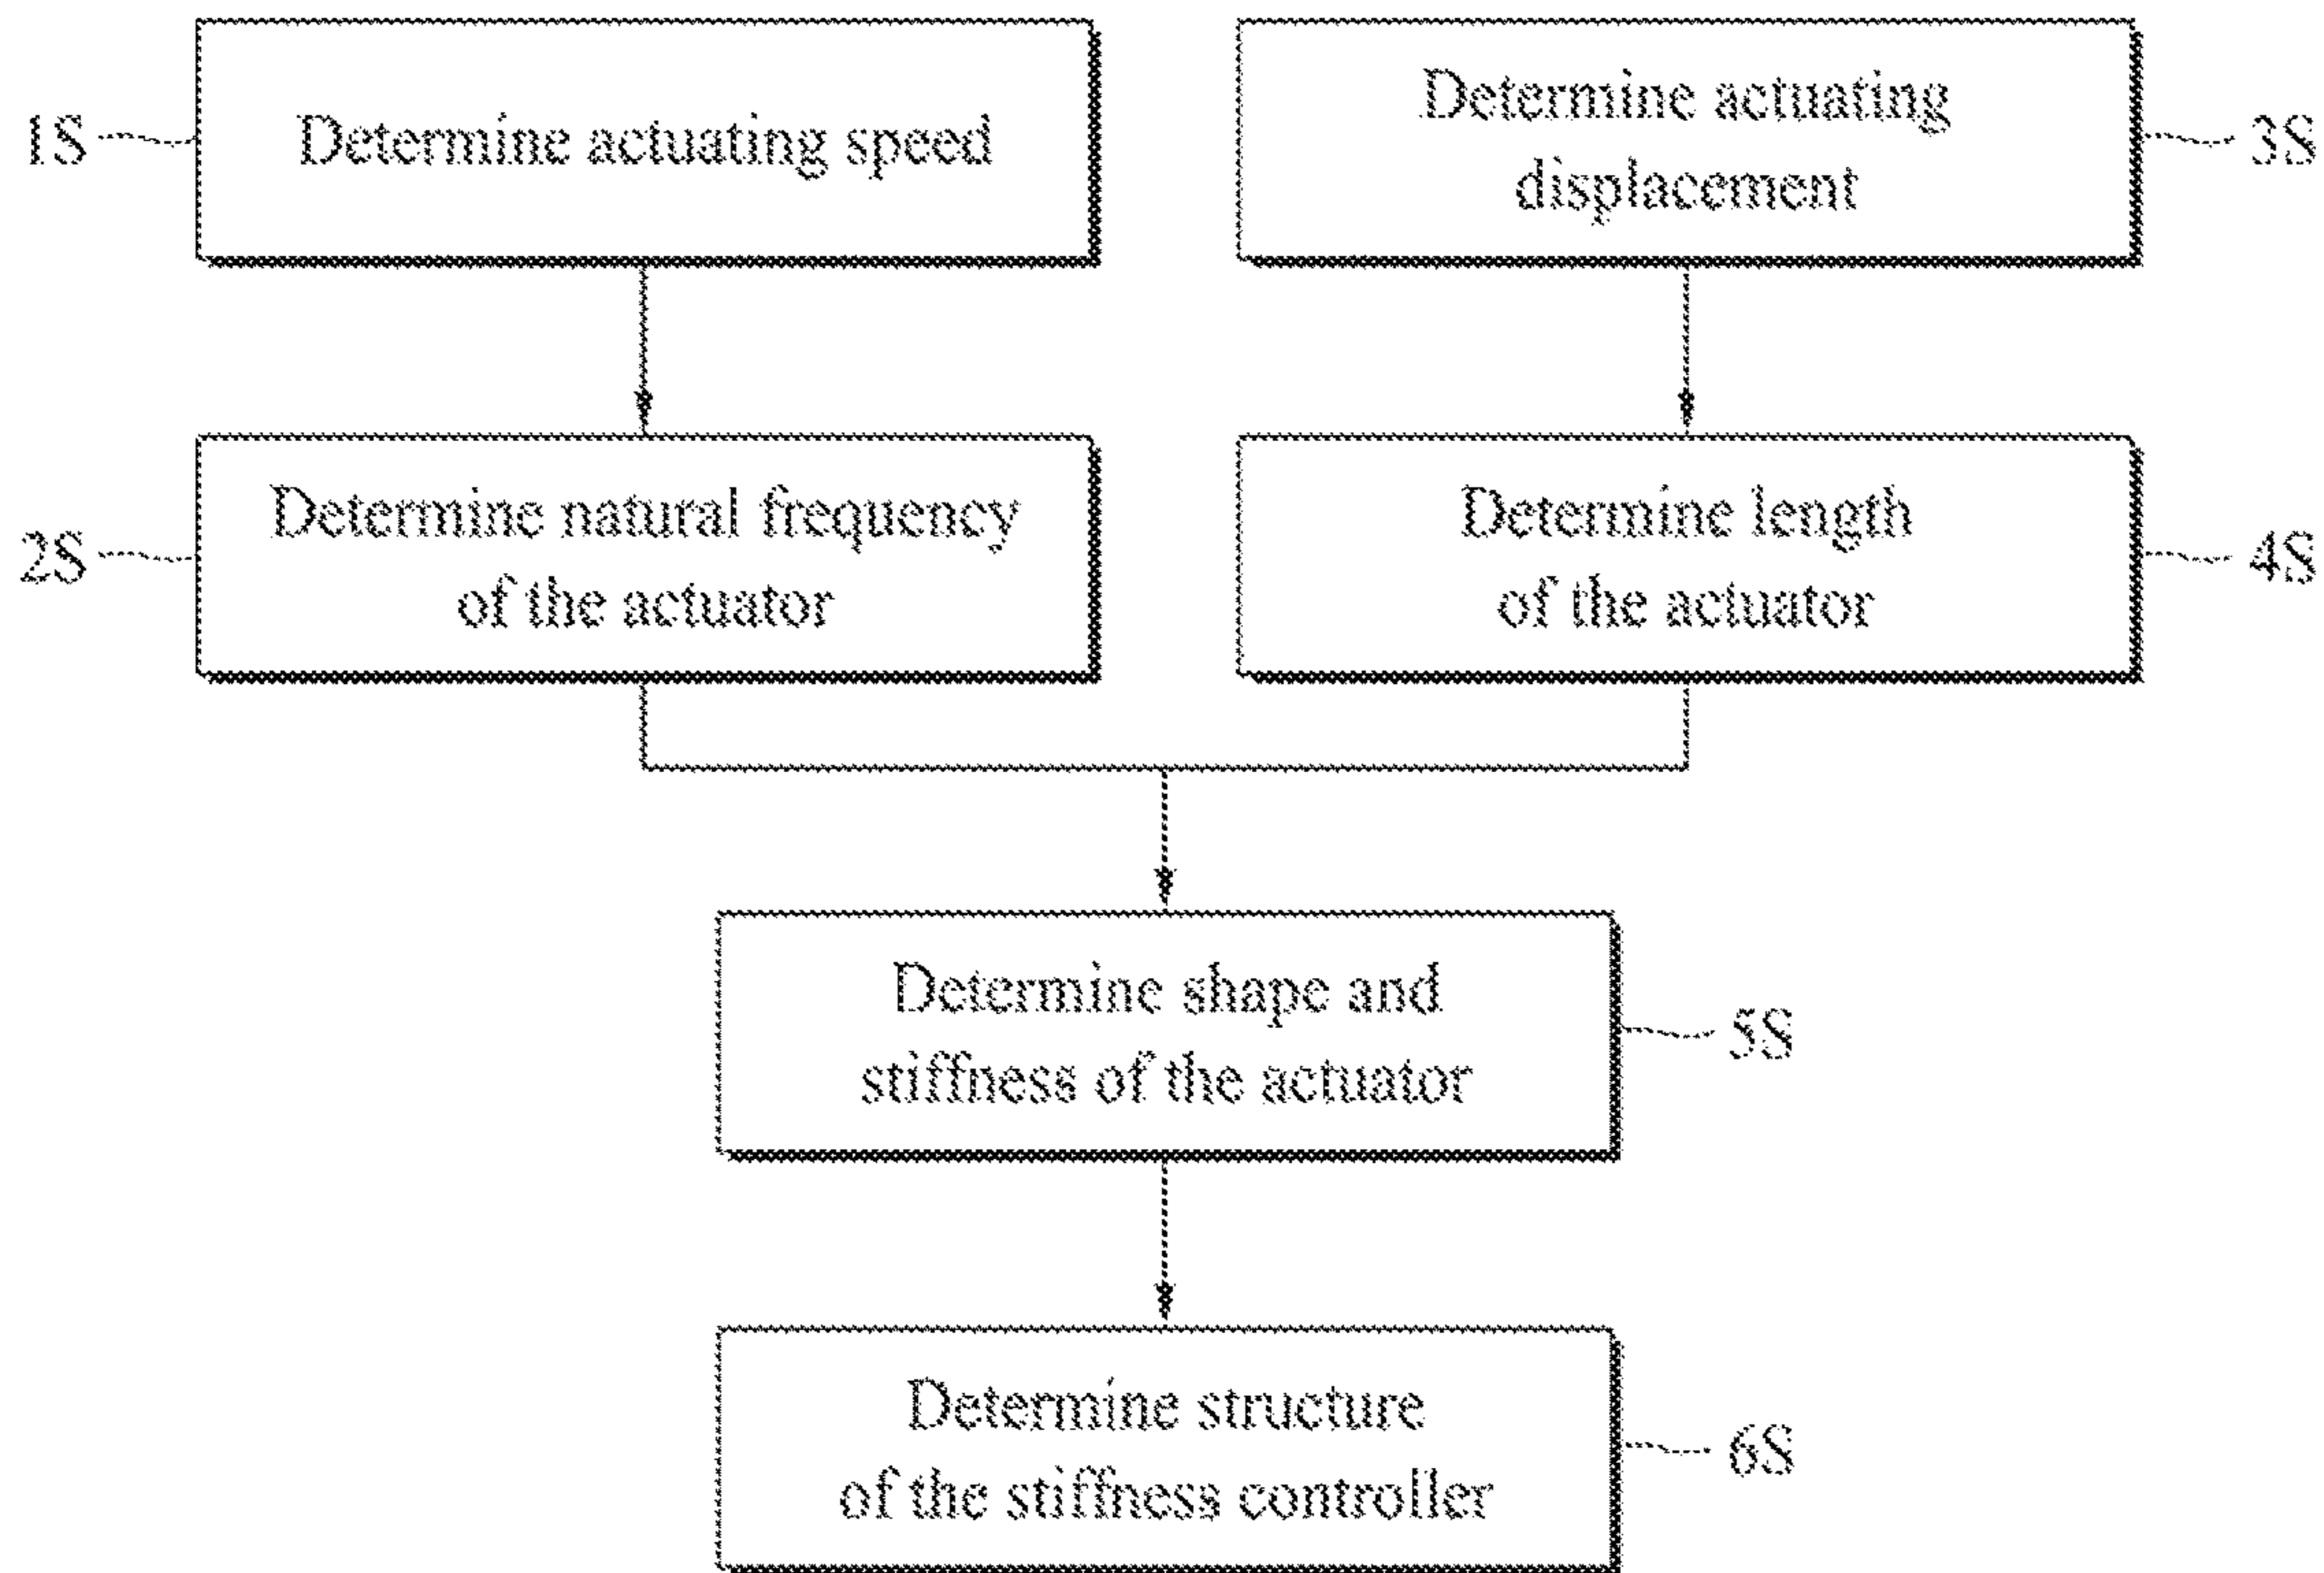 1S
Determine actuating speed
Determine actuating
displacement
3S
2S
Determine natural frequency
of the actuator
Determine length
of the actuator
4S
Determine shape and
stiffness of the actuator
5S
Determine structure
of the stiffness controller
6S